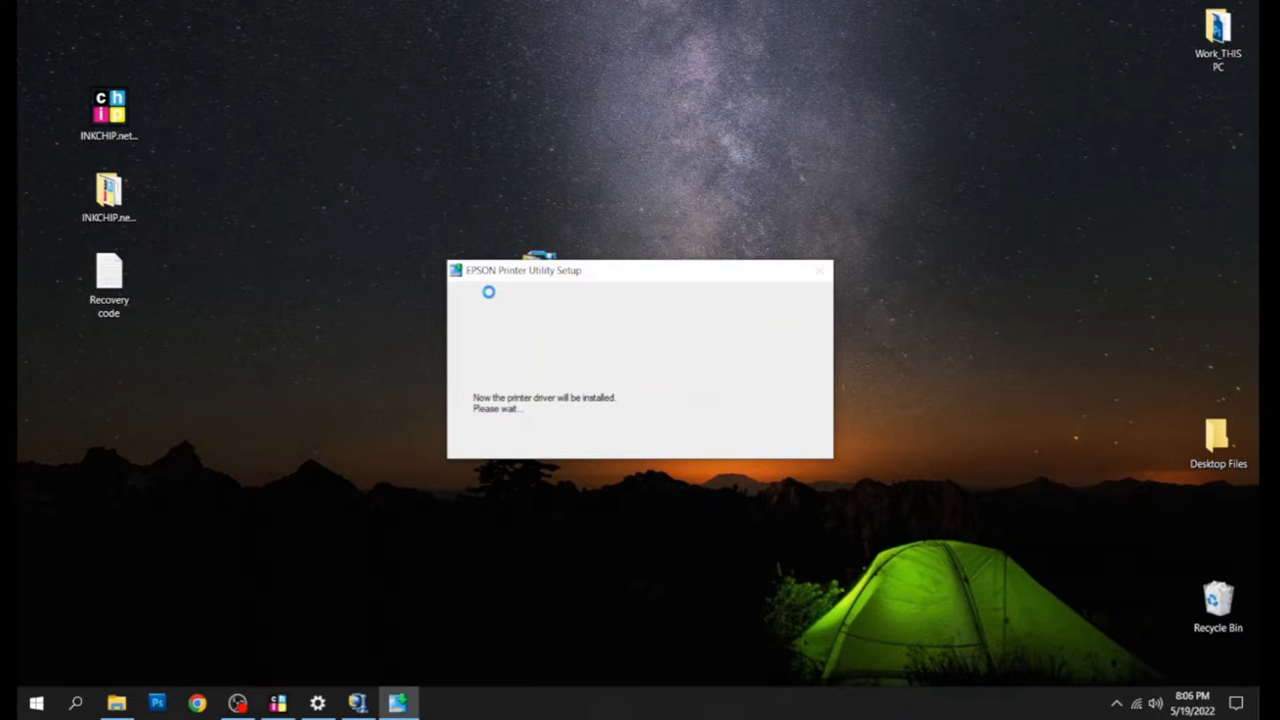 Work_THIS
PC
c h
i p
INKCHIP.net...
INKCHIP.ne...
Recovery
code
EPSON Printer Utility Setup
Now the printer driver will be installed.
Please wait...
Desktop Files
Recycle Bin
Ps
8:06 PM
5/19/2022